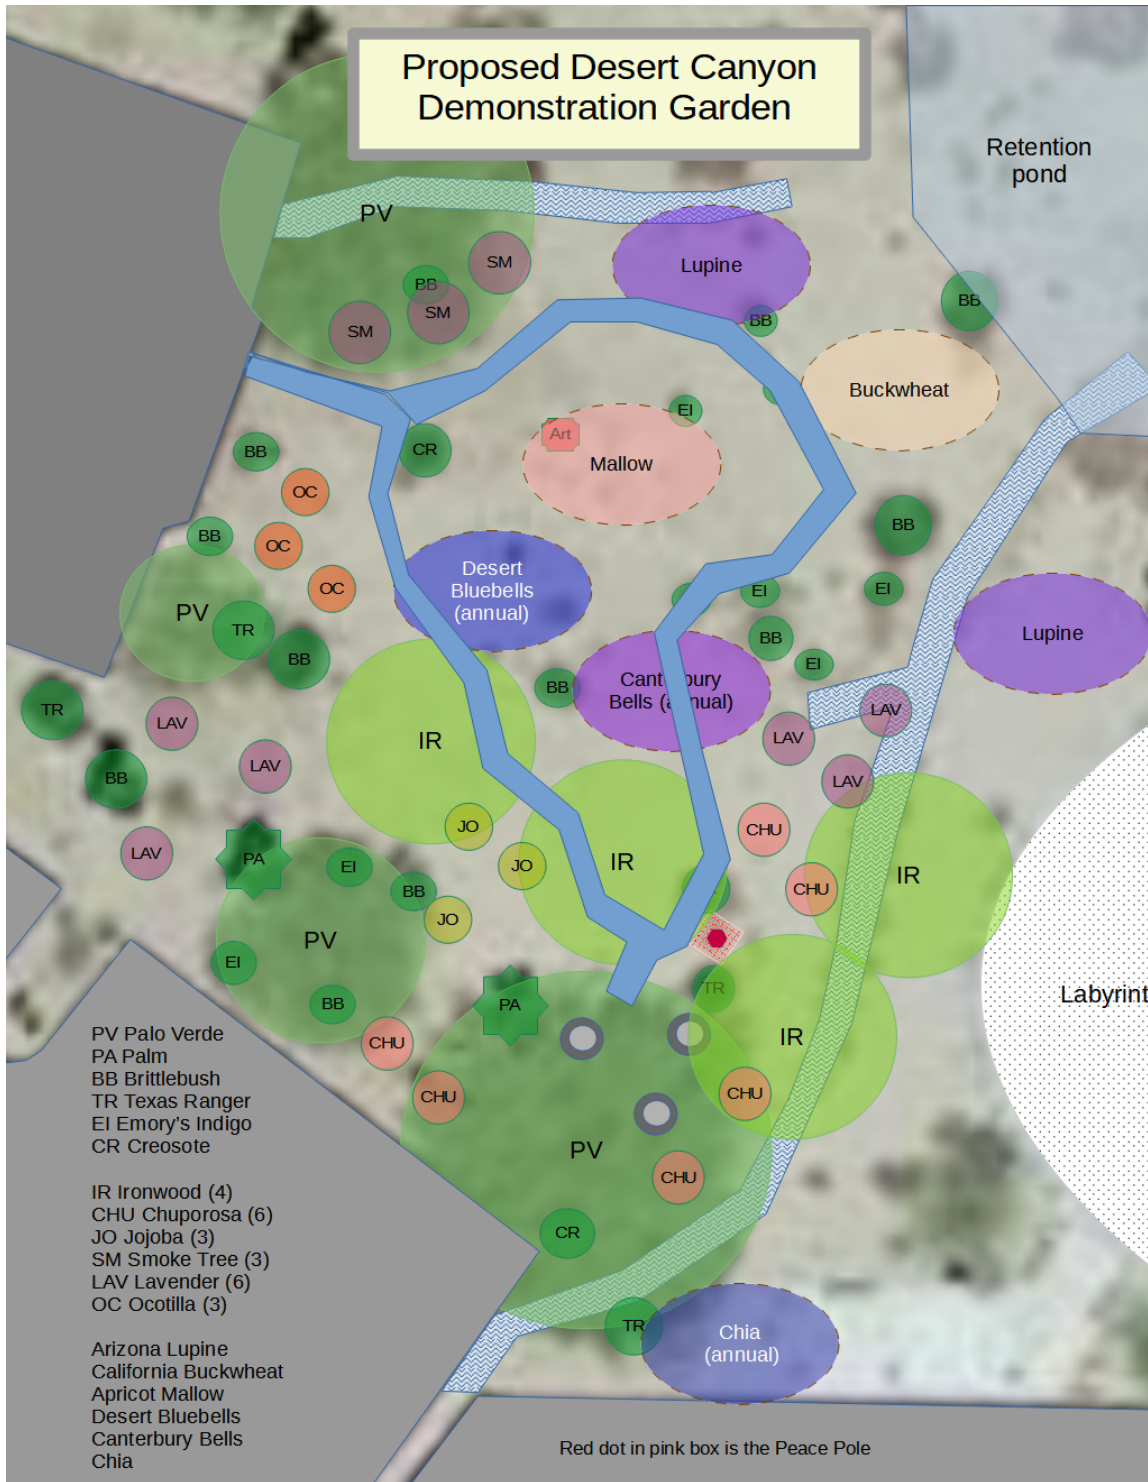 Proposed Desert Canyon
Demonstration Garden
Retention
pond
PV
SM
BB
SM
SM
Lupine
BB
BB
Buckwheat
EI
Art
Mallow
CR
BB
OC
BB
OC
OC
BB
Desert
Bluebells
(annual)
EI
EI
PV
TR
BB
BB
EI
Lupine
TR
LAV
BB
Canterbury
Bells (annual)
LAV
LAV
IR
LAV
BB
LAV
JO
CHU
LAV
PA
EI
JO
IR
IR
BB
CHU
JO
PV
EI
BB
PA
TR
Labyrint
CHU
IR
CHU
CHU
PV
CHU
CR
TR
Chia
(annual)
PV Palo Verde
PA Palm
BB Brittlebush
TR Texas Ranger
EI Emory's Indigo
CR Creosote
IR Ironwood (4)
CHU Chuporosa (6)
JO Jojoba (3)
SM Smoke Tree (3)
LAV Lavender (6)
OC Ocotilla (3)
Arizona Lupine
California Buckwheat
Apricot Mallow
Desert Bluebells
Canterbury Bells
Chia
Red dot in pink box is the Peace Pole